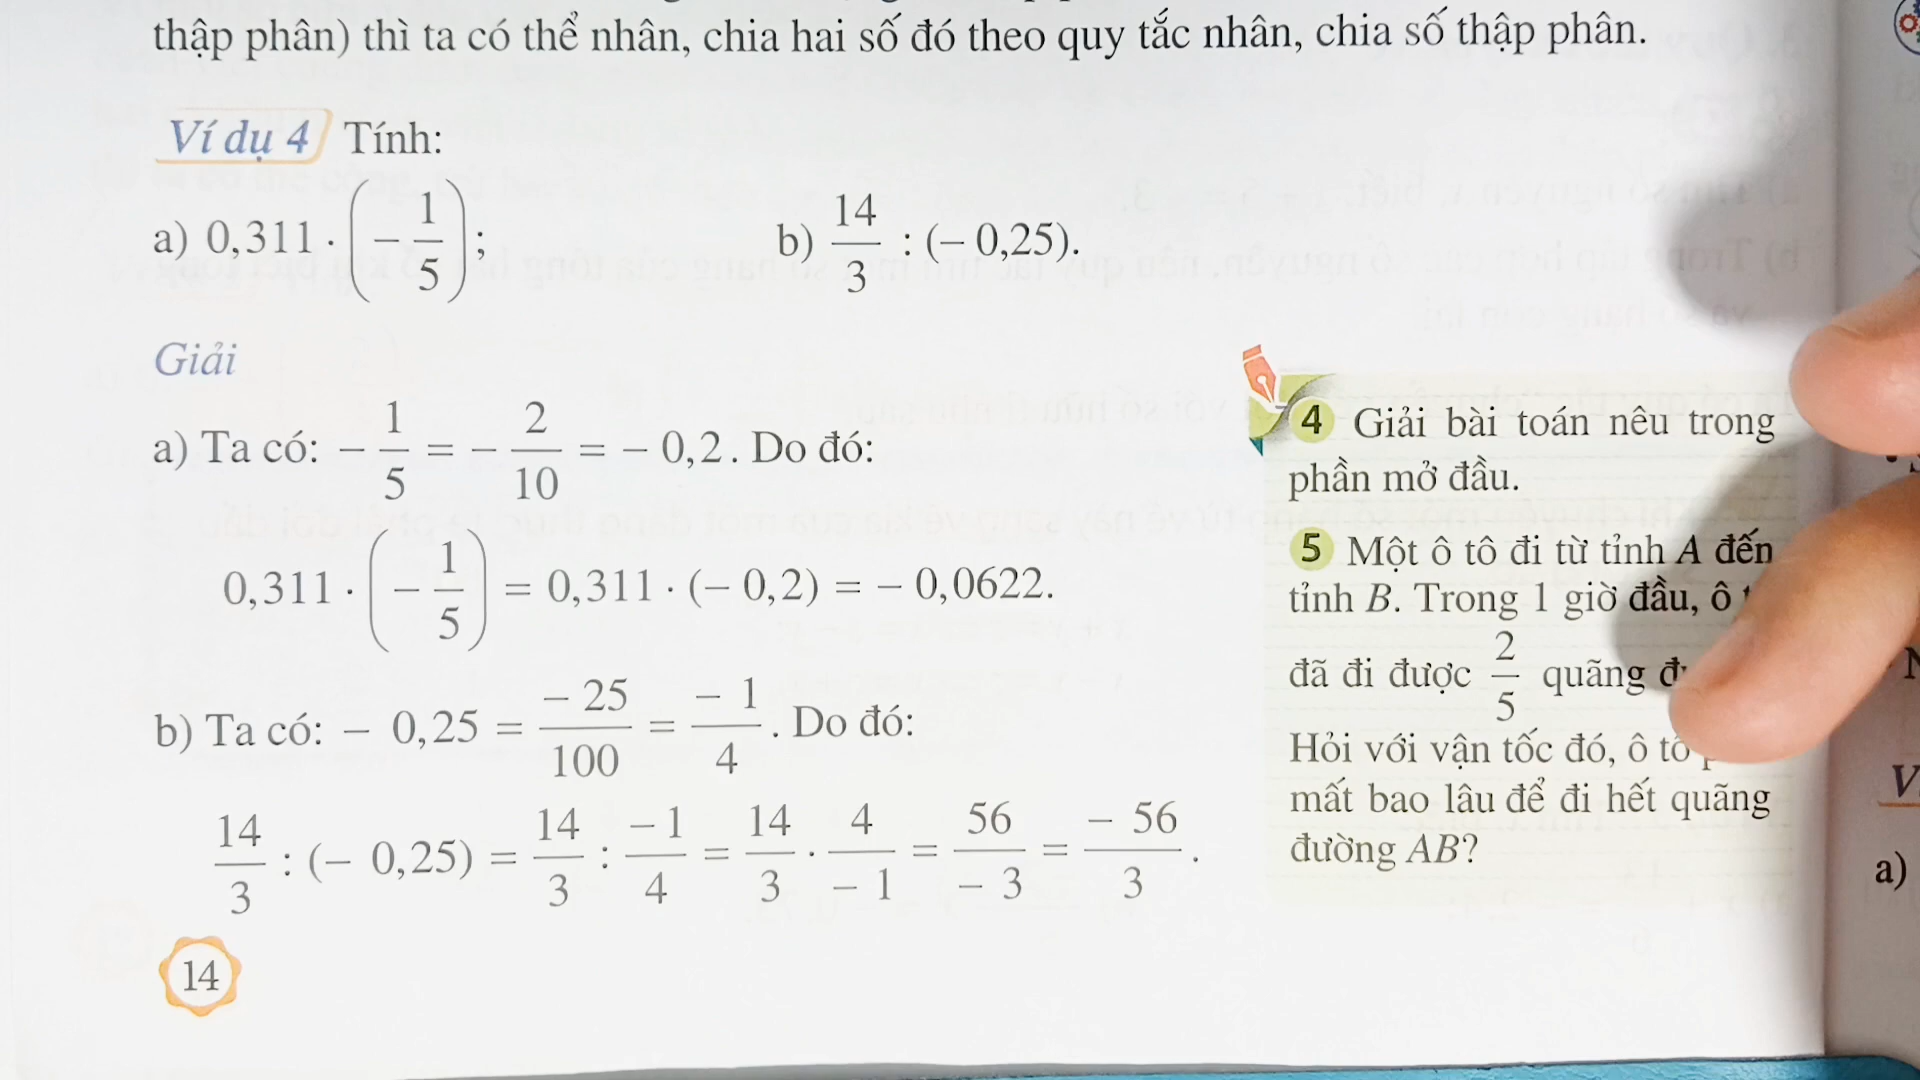 thập phân) thì ta có thể nhân, chia hai số đó theo quy tắc nhân, chia số thập phân.
Ví dụ 4 Tính:
a) 0,311 · (− 1/5);
b) 14/3 : (− 0,25).
Giải
a) Ta có: − 1/5 = − 2/10 = − 0,2. Do đó:
0,311 · (− 1/5) = 0,311 · (− 0,2) = − 0,0622.
b) Ta có: − 0,25 = − 25/100 = − 1/4. Do đó:
14/3 : (− 0,25) = 14/3 : − 1/4 = 14/3 · 4/− 1 = 56/− 3 = − 56/3.
14
4 Giải bài toán nêu trong
phần mở đầu.
5 Một ô tô đi từ tỉnh A đến
tỉnh B. Trong 1 giờ đầu, ô
đã đi được 2/5 quãng
Hỏi với vận tốc đó, ô tô
mất bao lâu để đi hết quãng
đường AB?
a)